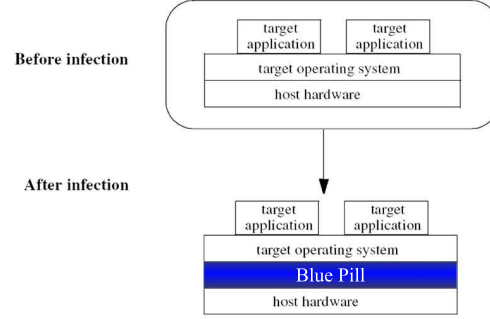 target
application
target
application
Before infection
target operating system
host hardware
After infection
target
application
target
application
target operating system
Blue Pill
host hardware